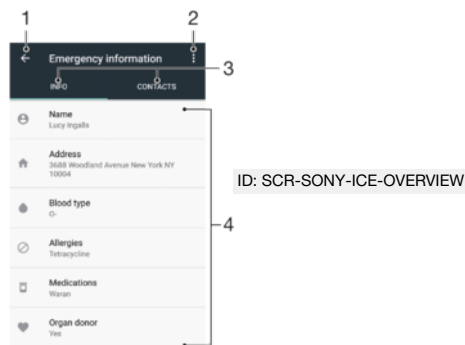 1
2
Emergency information
3
INFO
CONTACTS
Name
Lucy Ingalls
Address
3688 Woodland Avenue New York NY
10004
ID: SCR-SONY-ICE-OVERVIEW
Blood type
O-
4
Allergies
Tetracycline
Medications
Waran
Organ donor
Yes